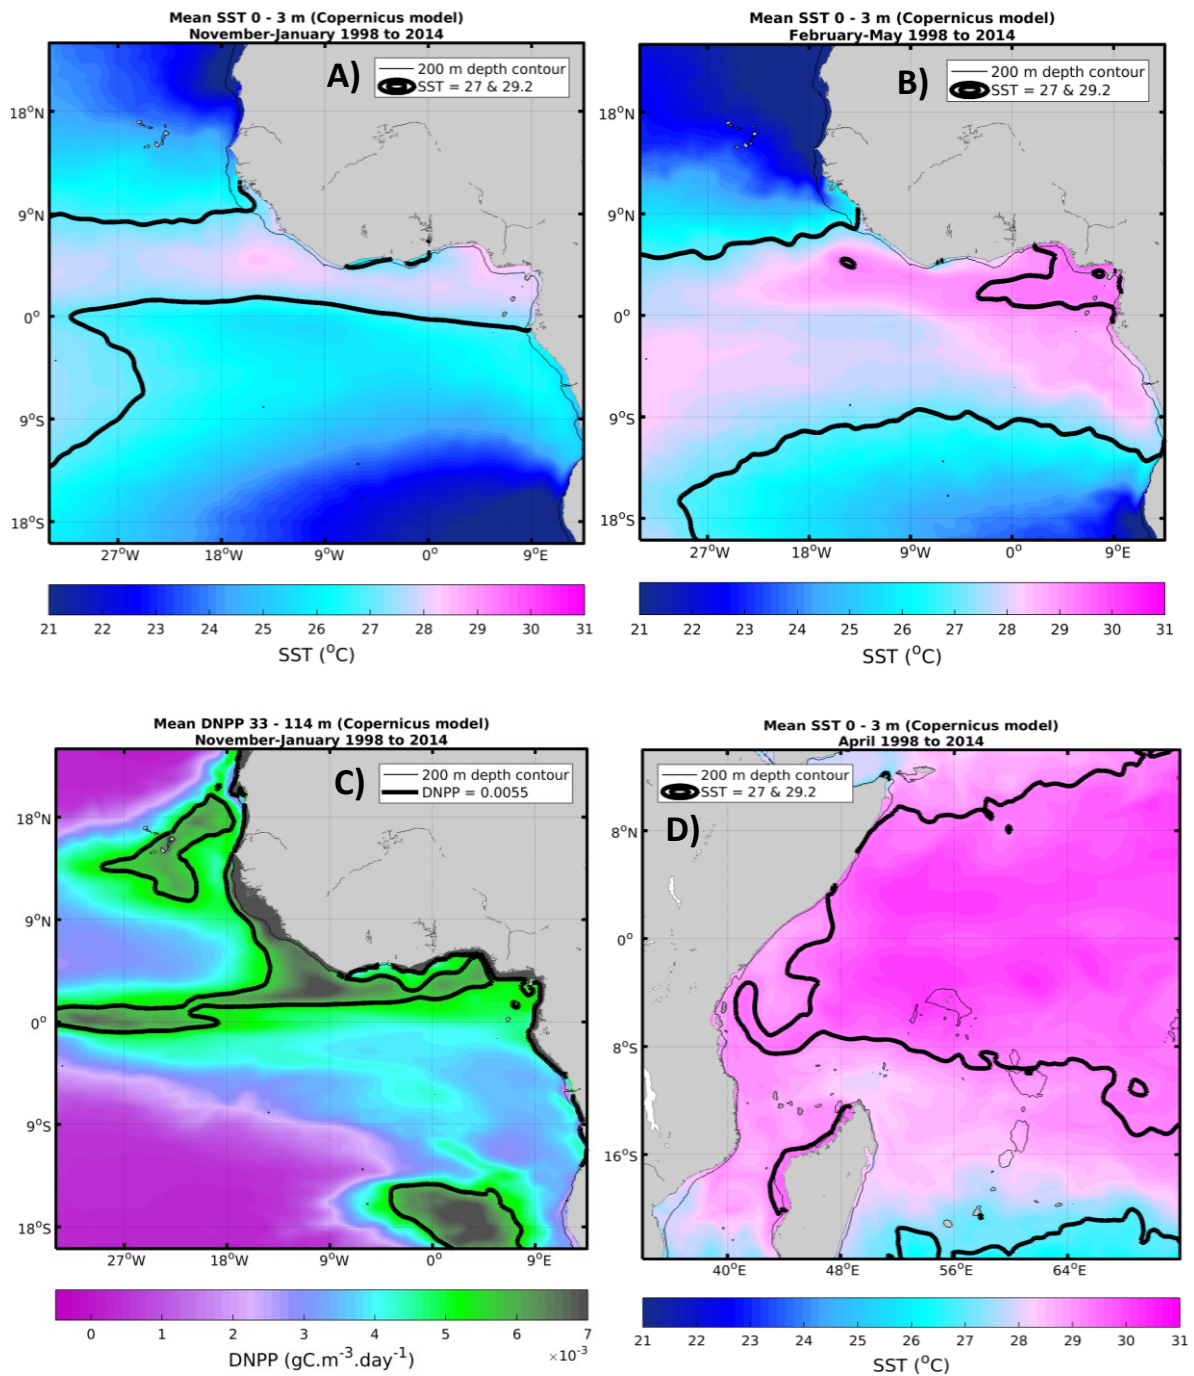 Mean SST 0 - 3 m (Copernicus model)
November-January 1998 to 2014
A)
200 m depth contour
SST = 27 & 29.2
18°N
9°N
0°
9°S
18°S
27°W 18°W 9°W 0° 9°E
21 22 23 24 25 26 27 28 29 30 31
SST (°C)
Mean SST 0 - 3 m (Copernicus model)
February-May 1998 to 2014
B)
200 m depth contour
SST = 27 & 29.2
18°N
9°N
0°
9°S
18°S
27°W 18°W 9°W 0° 9°E
21 22 23 24 25 26 27 28 29 30 31
SST (°C)
Mean DNPP 33 - 114 m (Copernicus model)
November-January 1998 to 2014
C)
200 m depth contour
DNPP = 0.0055
18°N
9°N
0°
9°S
18°S
27°W 18°W 9°W 0° 9°E
0 1 2 3 4 5 6 7
×10⁻³
DNPP (gC.m⁻³.day⁻¹)
Mean SST 0 - 3 m (Copernicus model)
April 1998 to 2014
200 m depth contour
SST = 27 & 29.2
D)
8°N
0°
8°S
16°S
40°E 48°E 56°E 64°E
21 22 23 24 25 26 27 28 29 30 31
SST (°C)